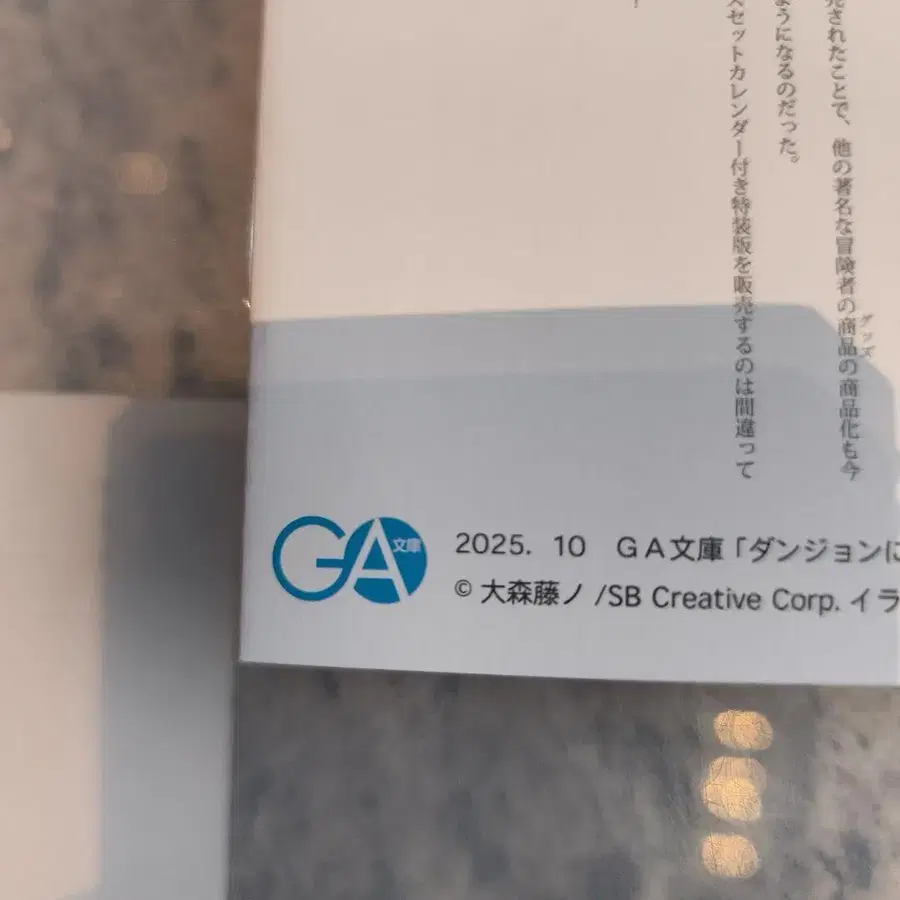 売されたことで、他の著名な冒険者の商品の商品化も今
グッズ
ようになるのだった。
スセットカレンダー付き特装版を販売するのは間違って
GA文庫
2025. 10 GA文庫「ダンジョンに
© 大森藤ノ /SB Creative Corp. イラ